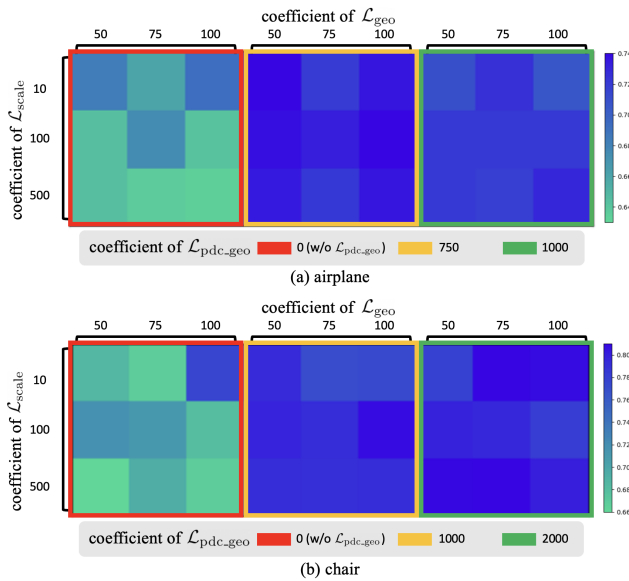 coefficient of ℒgeo
50 75 100 50 75 100 50 75 100
coefficient of ℒscale
10
100
500
0.74
0.72
0.70
0.68
0.66
0.64
coefficient of ℒpdc_geo 0 (w/o ℒpdc_geo) 750 1000
(a) airplane
coefficient of ℒgeo
50 75 100 50 75 100 50 75 100
coefficient of ℒscale
10
100
500
0.80
0.78
0.76
0.74
0.72
0.70
0.68
0.66
coefficient of ℒpdc_geo 0 (w/o ℒpdc_geo) 1000 2000
(b) chair